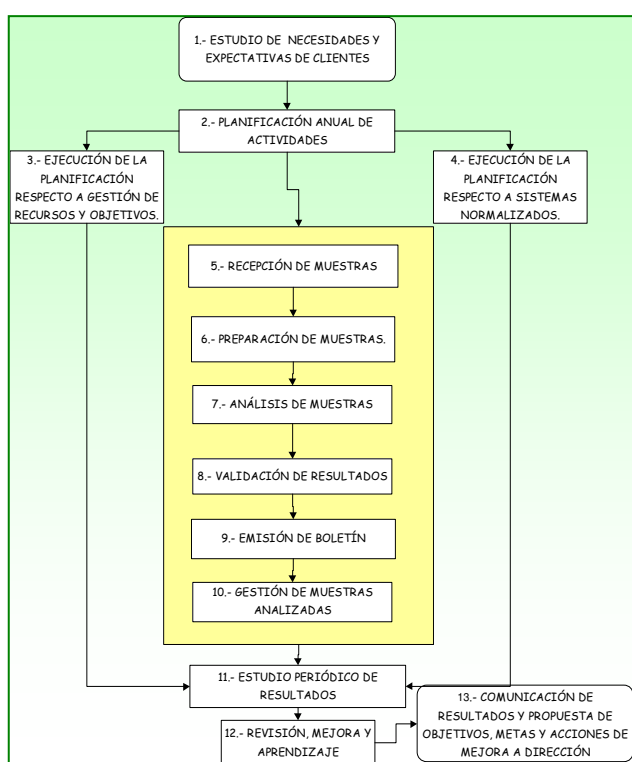 1.- ESTUDIO DE NECESIDADES Y
EXPECTATIVAS DE CLIENTES
2.- PLANIFICACIÓN ANUAL DE
ACTIVIDADES
3.- EJECUCIÓN DE LA
PLANIFICACIÓN
RESPECTO A GESTIÓN DE
RECURSOS Y OBJETIVOS.
4.- EJECUCIÓN DE LA
PLANIFICACIÓN
RESPECTO A SISTEMAS
NORMALIZADOS.
5.- RECEPCIÓN DE MUESTRAS
6.- PREPARACIÓN DE MUESTRAS.
7.- ANÁLISIS DE MUESTRAS
8.- VALIDACIÓN DE RESULTADOS
9.- EMISIÓN DE BOLETÍN
10.- GESTIÓN DE MUESTRAS
ANALIZADAS
11.- ESTUDIO PERIÓDICO DE
RESULTADOS
12.- REVISIÓN, MEJORA Y
APRENDIZAJE
13.- COMUNICACIÓN DE
RESULTADOS Y PROPUESTA DE
OBJETIVOS, METAS Y ACCIONES
DE MEJORA A DIRECCIÓN